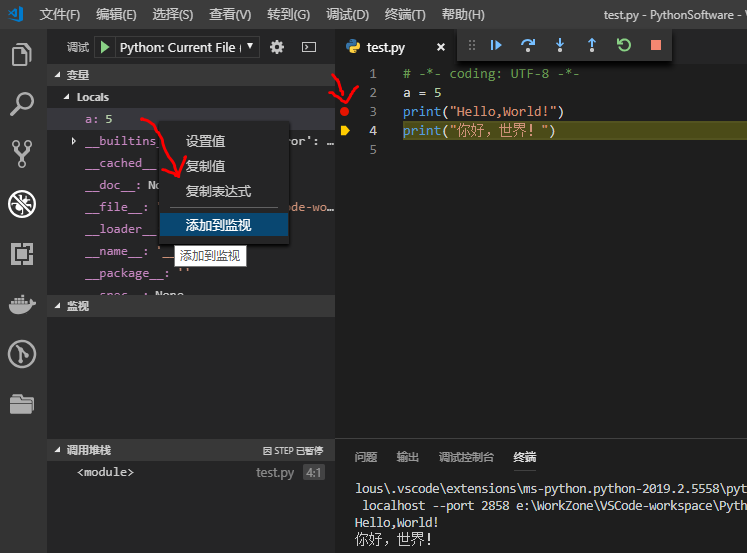 文件(F) 编辑(E) 选择(S) 查看(V) 转到(G) 调试(D) 终端(T) 帮助(H) test.py - PythonSoftware - V
调试 Python: Current File ( test.py
变量
Locals
a: 5
__builtins_ ror': ...
__cached__
__doc__: No
__file__: ' ode-wo...
__loader__
__name__: '__
__package__: ''
None
设置值
复制值
复制表达式
添加到监视
添加到监视
监视
调用堆栈 因 STEP 已暂停
<module> test.py 4:1
1 # -*- coding: UTF-8 -*-
2 a = 5
3 print("Hello,World!")
4 print("你好，世界！")
5
问题 输出 调试控制台 终端
lous\.vscode\extensions\ms-python.python-2019.2.5558\pyt
localhost --port 2858 e:\WorkZone\VSCode-workspace\Pyth
Hello,World!
你好，世界！